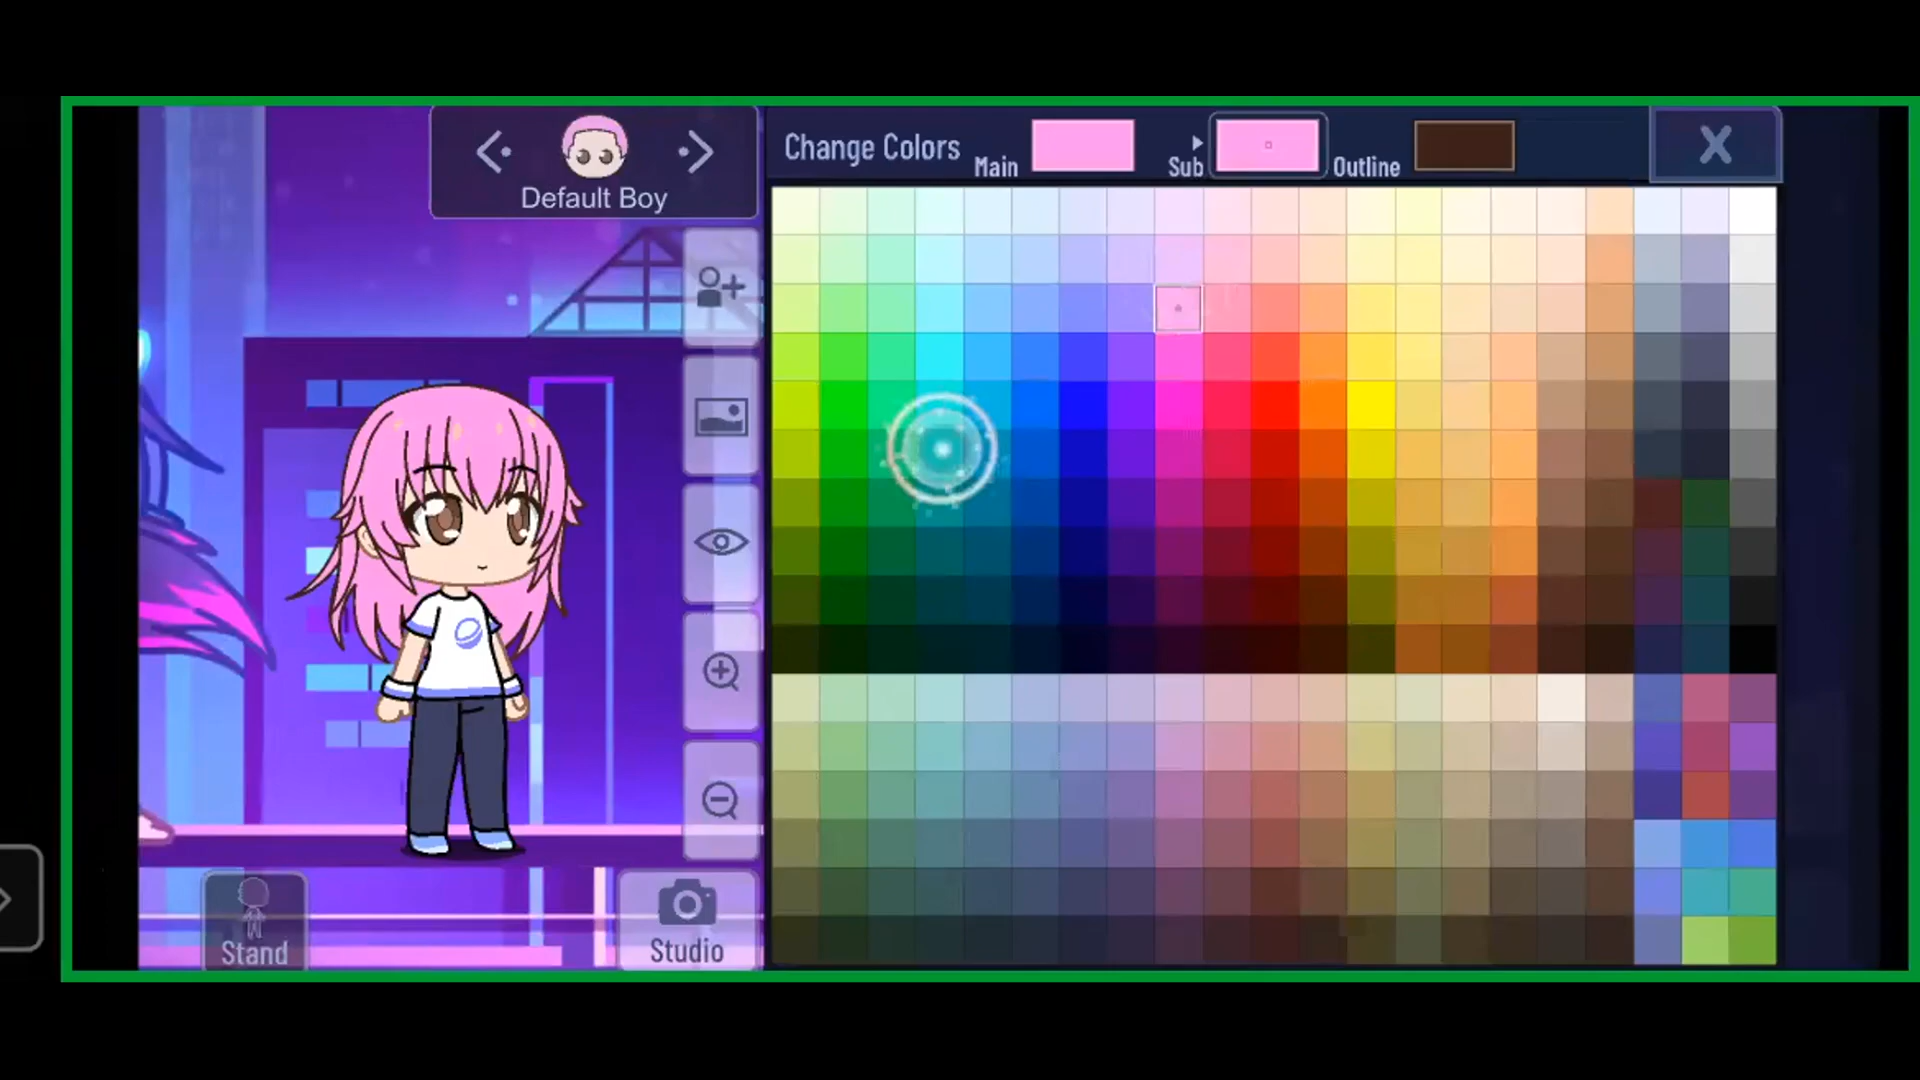 Default Boy
Change Colors
Main
Sub
Outline
X
Stand
Studio